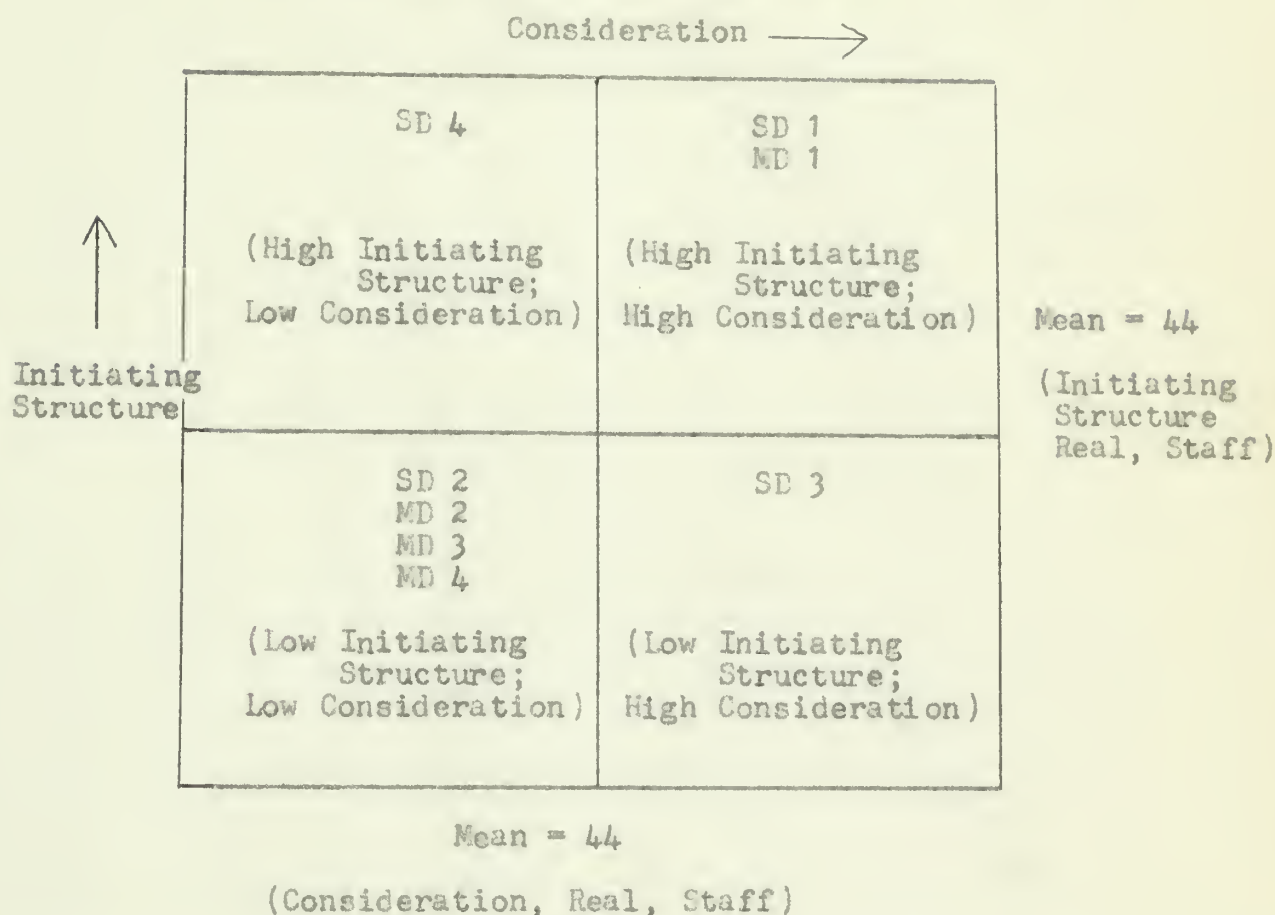 Consideration
SD 4
SD 1
MD 1
(High Initiating
Structure;
Low Consideration)
(High Initiating
Structure;
High Consideration)
Mean = 44
(Initiating
Structure
Real, Staff)
Initiating
Structure
SD 2
MD 2
MD 3
MD 4
SD 3
(Low Initiating
Structure;
Low Consideration)
(Low Initiating
Structure;
High Consideration)
Mean = 44
(Consideration, Real, Staff)